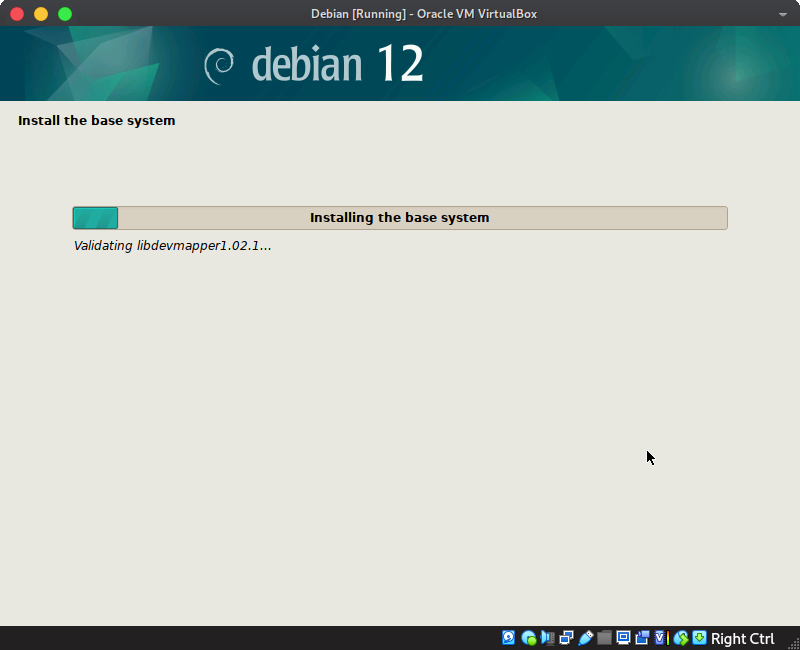 Debian [Running] - Oracle VM VirtualBox
debian 12
Install the base system
Installing the base system
Validating libdevmapper1.02.1...
Right Ctrl